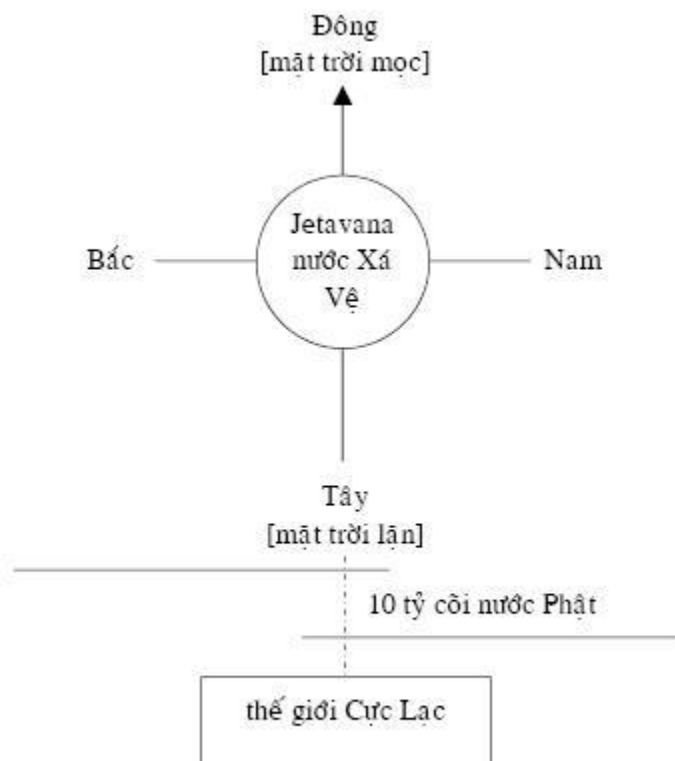 Đông
[mặt trời mọc]
Jetavana
Bắc nước Xá Nam
Vệ
Tây
[mặt trời lặn]
10 tỷ cõi nước Phật
thế giới Cực Lạc